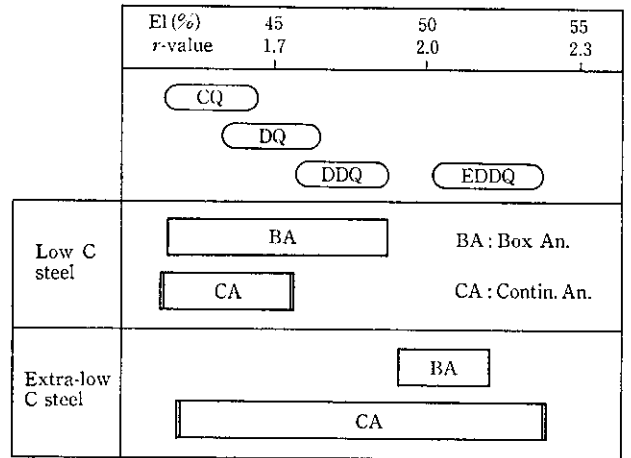 El (%) 45 50 55
r-value 1.7 2.0 2.3
CQ
DQ
DDQ EDDQ
Low C
steel
BA BA : Box An.
CA CA : Contin. An.
Extra-low
C steel
BA
CA